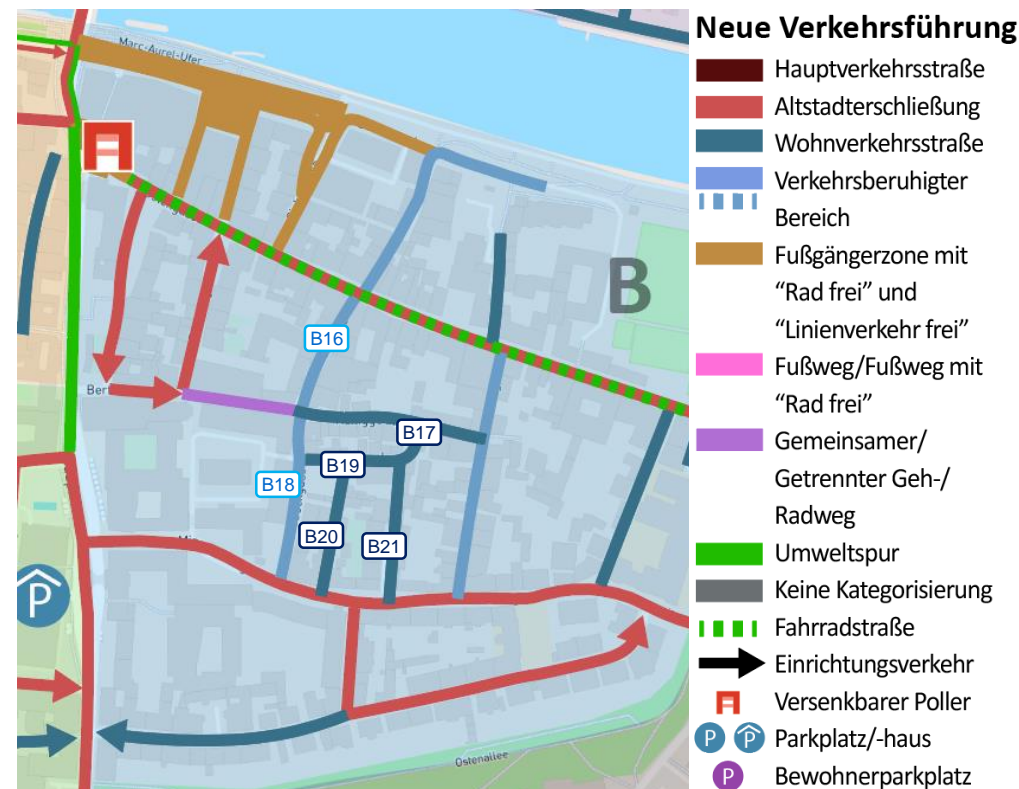 Neue Verkehrsführung
Hauptverkehrsstraße
Altstadterschließung
Wohnverkehrsstraße
Verkehrsberuhigter
Bereich
Fußgängerzone mit
“Rad frei” und
“Linienverkehr frei”
Fußweg/Fußweg mit
“Rad frei”
Gemeinsamer/
Getrennter Geh-/
Radweg
Umweltspur
Keine Kategorisierung
Fahrradstraße
Einrichtungsverkehr
Versenkbarer Poller
P P Parkplatz/-haus
P Bewohnerparkplatz
Marc-Aurel-Ufer
B
B16
Ber
B17
B19
B18
B20
B21
P
Ostenallee